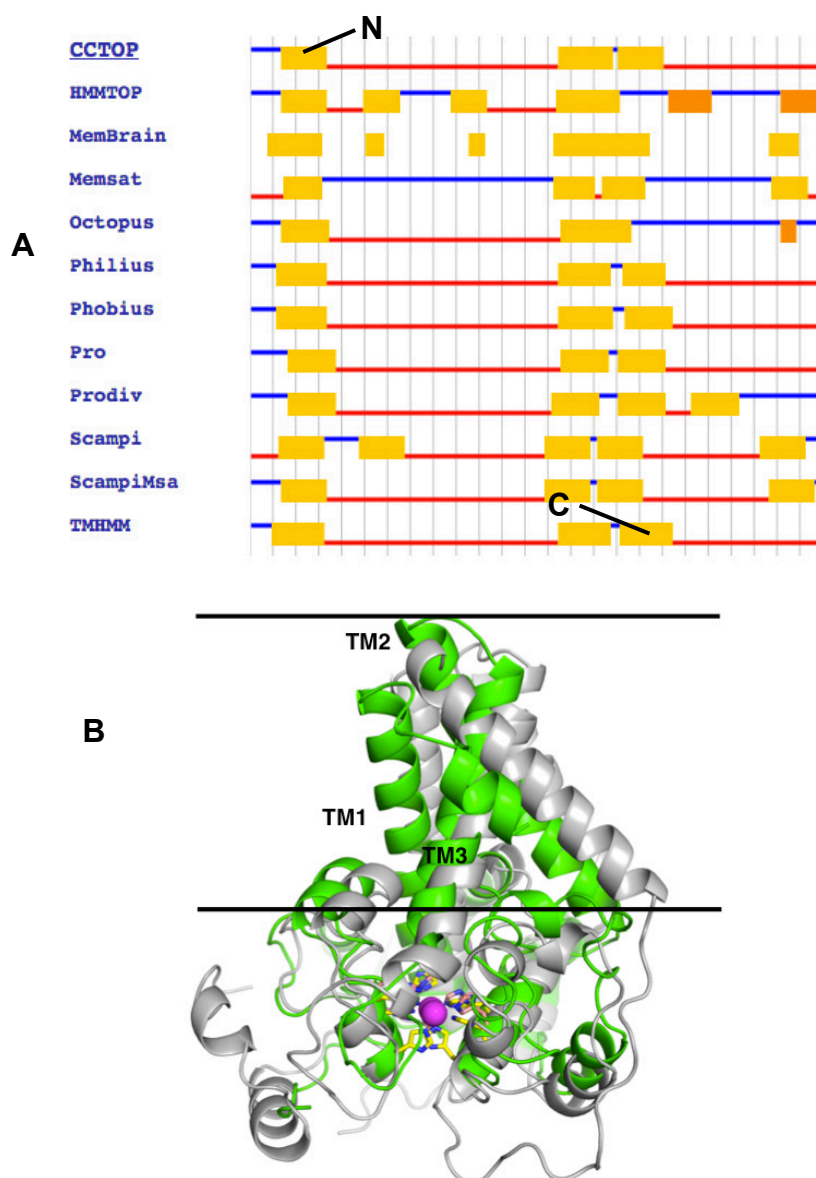 N
CCTOP
HMMTOP
MemBrain
Memsat
Octopus
A
Philius
Phobius
Pro
Prodiv
Scampi
ScampiMsa
C
TMHMM
TM2
B
TM1
TM3